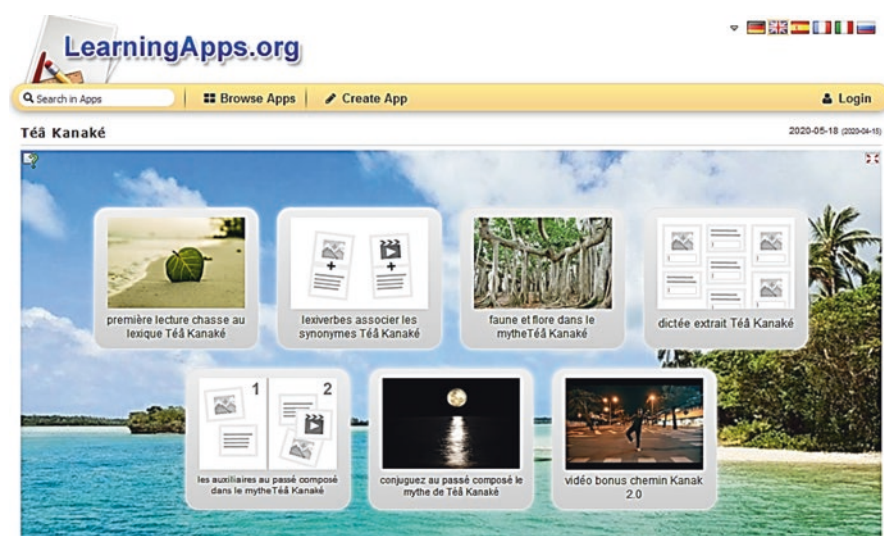 LearningApps.org
Search in Apps
Browse Apps
Create App
Login
Téâ Kanaké
2020-05-18 (2020-04-15)
première lecture chasse au
lexique Téâ Kanaké
lexiverbes associer les
synonymes Téâ Kanaké
faune et flore dans le
mytheTéâ Kanaké
dictée extrait Téâ Kanaké
1 2
les auxiliaires au passé composé
dans le mytheTéâ Kanaké
conjuguez au passé composé le
mythe de Téâ Kanaké
vidéo bonus chemin Kanak
2.0